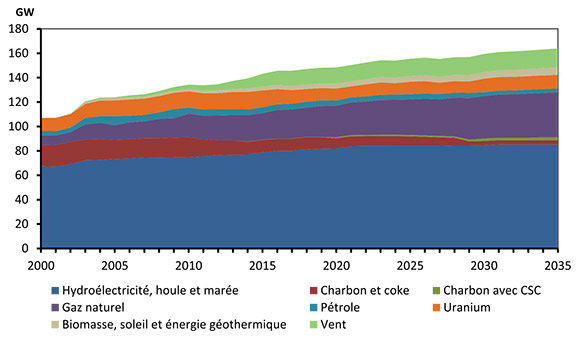 GW
180
160
140
120
100
80
60
40
20
0
2000 2005 2010 2015 2020 2025 2030 2035
Hydroélectricité, houle et marée Charbon et coke Charbon avec CSC
Gaz naturel Pétrole Uranium
Biomasse, soleil et énergie géothermique Vent